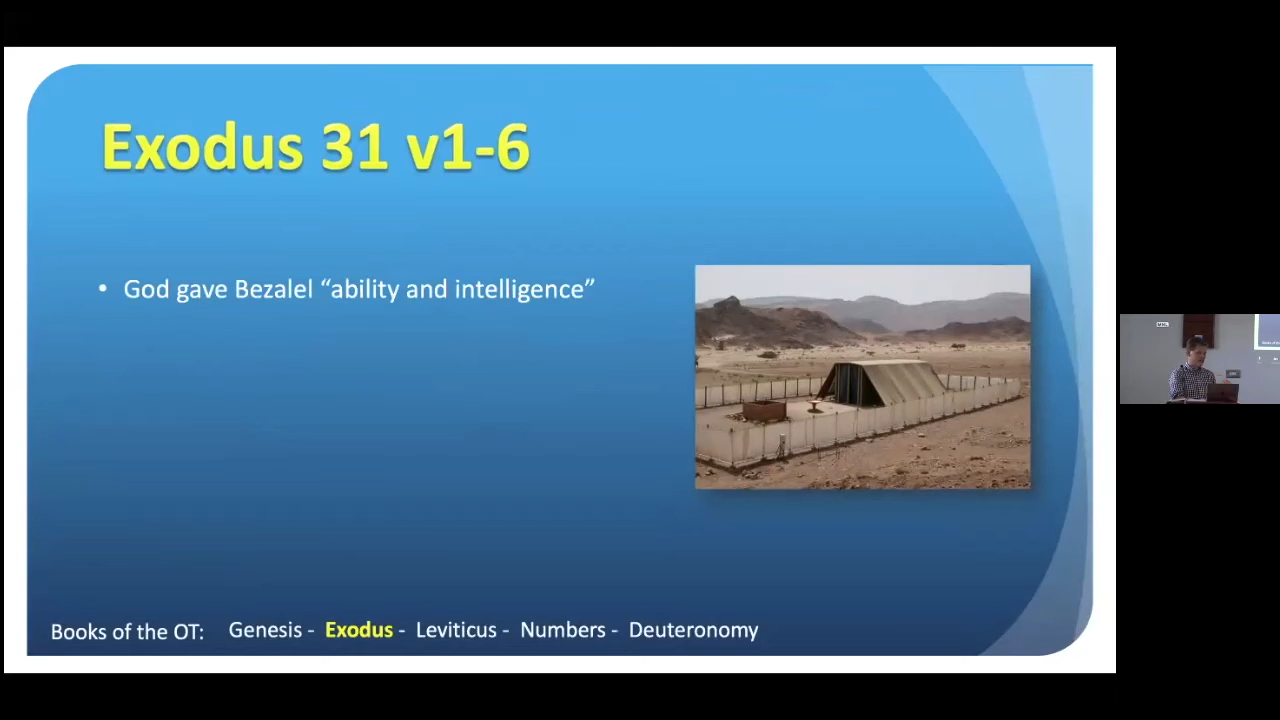 Exodus 31 v1-6
• God gave Bezalel “ability and intelligence”
Books of the OT: Genesis - Exodus - Leviticus - Numbers - Deuteronomy